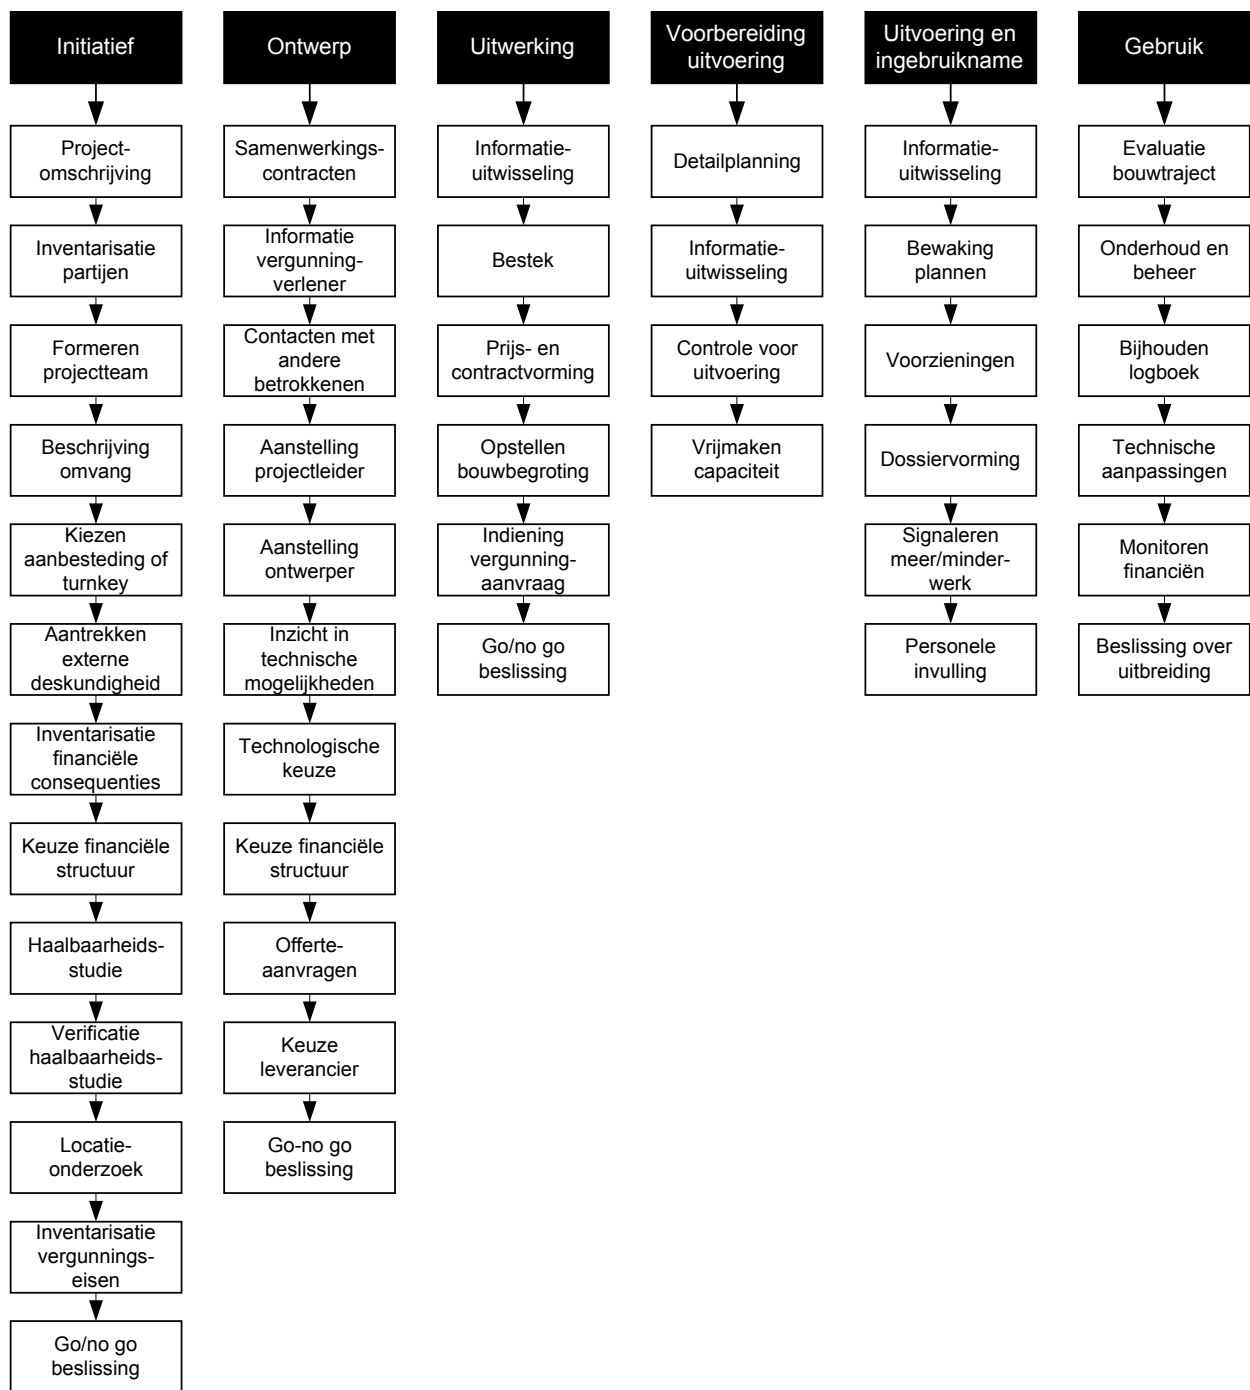 Initiatief
Project-
omschrijving
Inventarisatie
partijen
Formeren
projectteam
Beschrijving
omvang
Kiezen
aanbesteding of
turnkey
Aantrekken
externe
deskundigheid
Inventarisatie
financiële
consequenties
Keuze financiële
structuur
Haalbaarheids-
studie
Verificatie
haalbaarheids-
studie
Locatie-
onderzoek
Inventarisatie
vergunnings-
eisen
Go/no go
beslissing
Ontwerp
Samenwerkings-
contracten
Informatie
vergunning-
verlener
Contacten met
andere
betrokkenen
Aanstelling
projectleider
Aanstelling
ontwerper
Inzicht in
technische
mogelijkheden
Technologische
keuze
Keuze financiële
structuur
Offerte-
aanvragen
Keuze
leverancier
Go-no go
beslissing
Uitwerking
Informatie-
uitwisseling
Bestek
Prijs- en
contractvorming
Opstellen
bouwbegroting
Indiening
vergunning-
aanvraag
Go/no go
beslissing
Voorbereiding
uitvoering
Detailplanning
Informatie-
uitwisseling
Controle voor
uitvoering
Vrijmaken
capaciteit
Uitvoering en
ingebruikname
Informatie-
uitwisseling
Bewaking
plannen
Voorzieningen
Dossiervorming
Signaleren
meer/minder-
werk
Personele
invulling
Gebruik
Evaluatie
bouwtraject
Onderhoud en
beheer
Bijhouden
logboek
Technische
aanpassingen
Monitoren
financiën
Beslissing over
uitbreiding